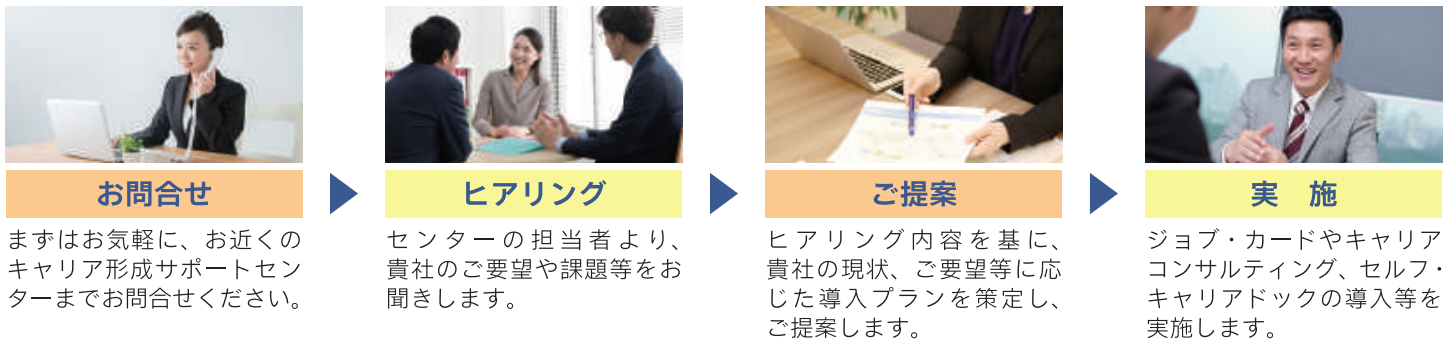 お問合せ
まずはお気軽に、お近くの
キャリア形成サポートセン
ターまでお問合せください。
ヒアリング
センターの担当者より、
貴社のご要望や課題等をお
聞きします。
ご提案
ヒアリング内容を基に、
貴社の現状、ご要望等に応
じた導入プランを策定し、
ご提案します。
実　施
ジョブ・カードやキャリア
コンサルティング、セルフ・
キャリアドックの導入等を
実施します。